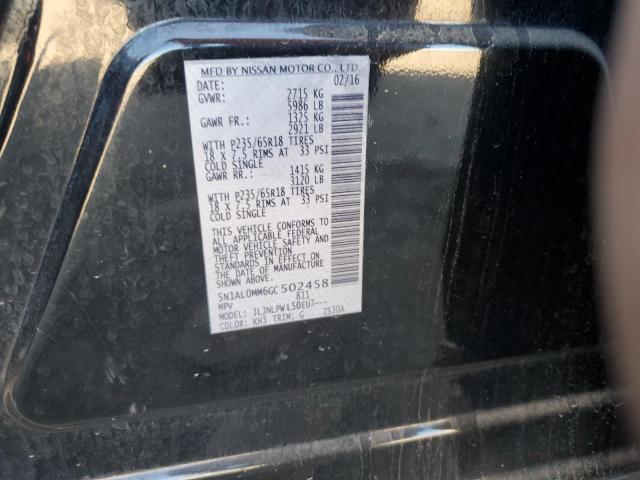 MFD BY NISSAN MOTOR CO., LTD.
DATE: 02/16
GVWR: 2715 KG
5986 LB
GAWR FR.: 1325 KG
2921 LB
WITH P235/65R18 TIRES
18 X 7.5 RIMS AT 33 PSI
COLD SINGLE
GAWR RR.: 1415 KG
3120 LB
WITH P235/65R18 TIRES
18 X 7.5 RIMS AT 33 PSI
COLD SINGLE
THIS VEHICLE CONFORMS TO
ALL APPLICABLE FEDERAL
MOTOR VEHICLE SAFETY AND
THEFT PREVENTION
STANDARDS IN EFFECT ON
THE DATE OF MANUFACTURE
SHOWN ABOVE.
5N1AL0MM6GC502458
MPV 811
MODEL: JLJNLPWL50EU7---
COLOR: KH3 TRIM: G 2530A